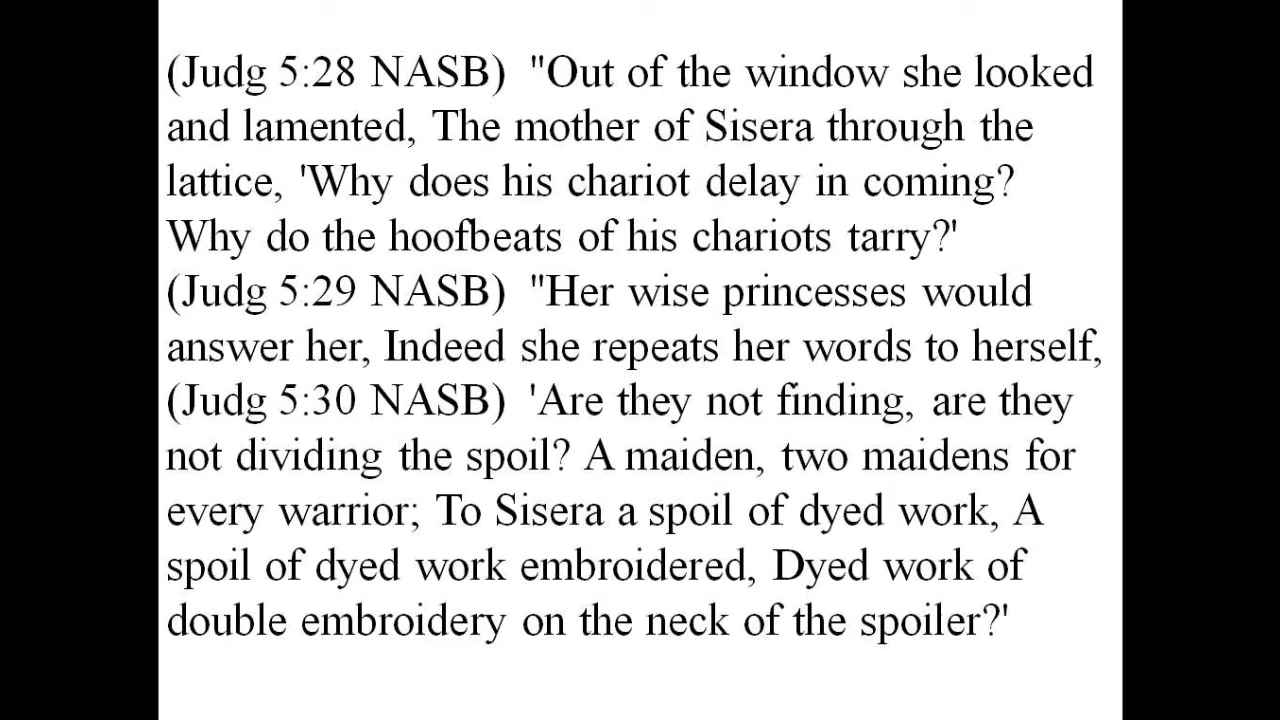 (Judg 5:28 NASB)  "Out of the window she looked
and lamented, The mother of Sisera through the
lattice, 'Why does his chariot delay in coming?
Why do the hoofbeats of his chariots tarry?'
(Judg 5:29 NASB)  "Her wise princesses would
answer her, Indeed she repeats her words to herself,
(Judg 5:30 NASB)  'Are they not finding, are they
not dividing the spoil? A maiden, two maidens for
every warrior; To Sisera a spoil of dyed work, A
spoil of dyed work embroidered, Dyed work of
double embroidery on the neck of the spoiler?'